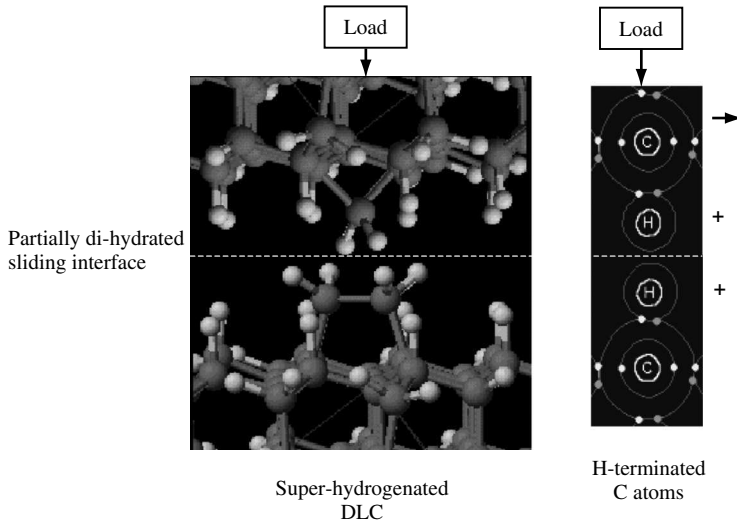 Load
Load
C
H
+
Partially di-hydrated
sliding interface
H
+
C
Super-hydrogenated
DLC
H-terminated
C atoms